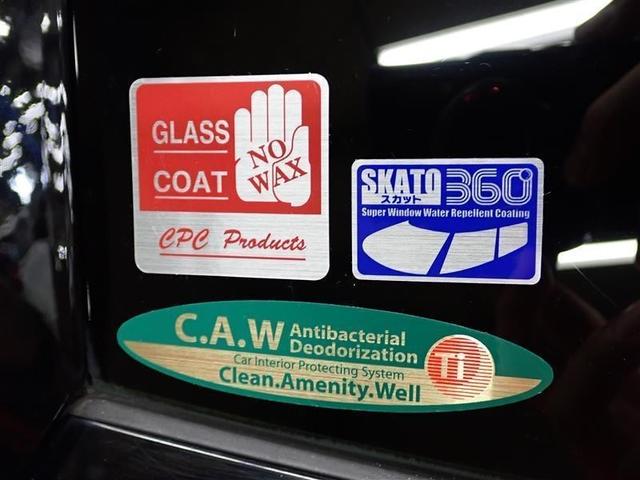 GLASS
COAT
NO
WAX
CPC Products
SKATO 360°
スカット
Super Window Water Repellent Coating
C.A.W Antibacterial
Deodorization
Car Interior Protecting System
Clean.Amenity.Well
Ti